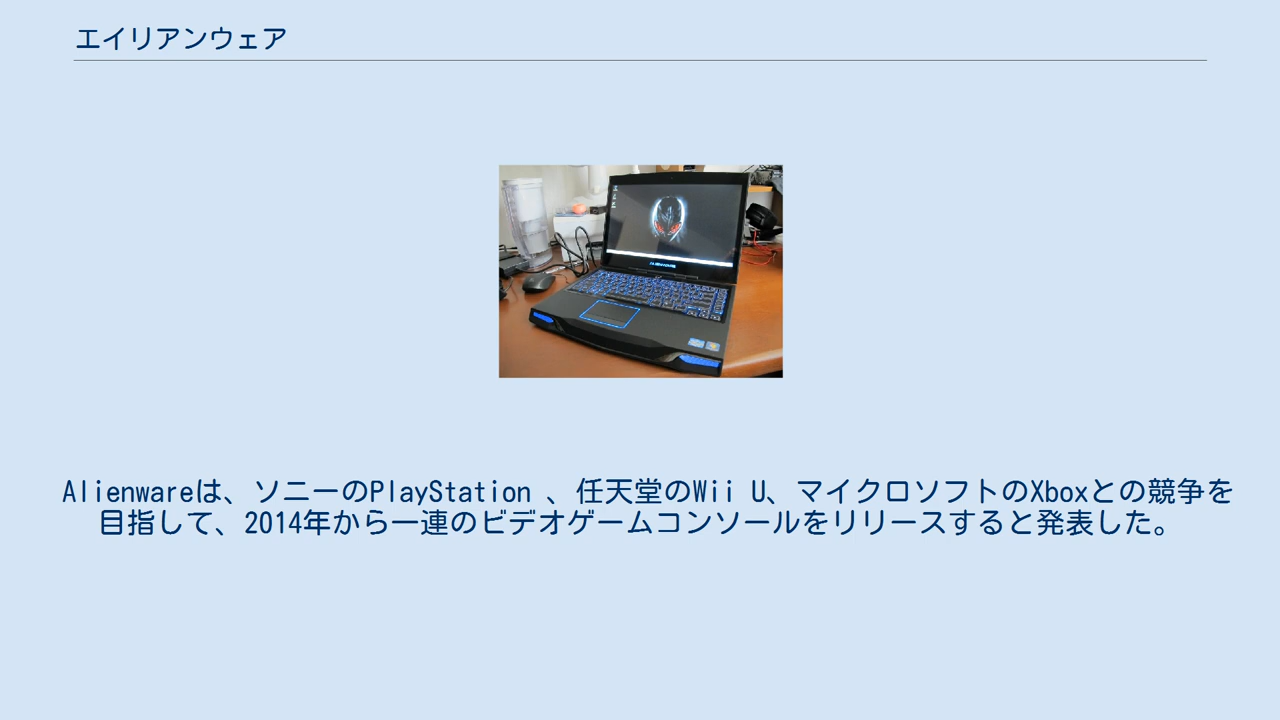 エイリアンウェア
Alienwareは、ソニーのPlayStation 、任天堂のWii U、マイクロソフトのXboxとの競争を
目指して、2014年から一連のビデオゲームコンソールをリリースすると発表した。